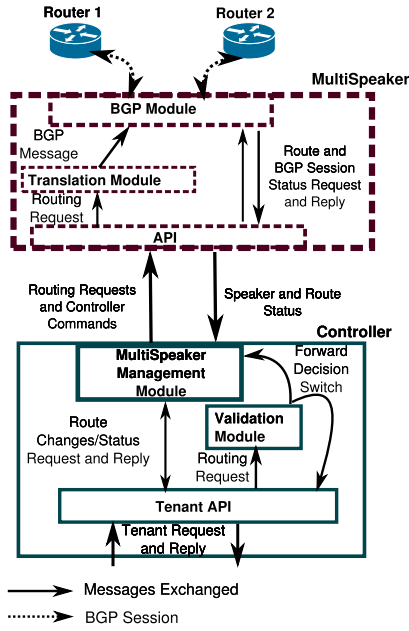 Router 1
Router 2
MultiSpeaker
BGP Module
BGP
Message
Route and
BGP Session
Status Request
and Reply
Translation Module
Routing
Request
API
Routing Requests
and Controller
Commands
Speaker and Route
Status
Controller
MultiSpeaker
Management
Module
Forward
Decision
Switch
Route
Changes/Status
Request and Reply
Validation
Module
Routing
Request
Tenant API
Tenant Request
and Reply
Messages Exchanged
BGP Session